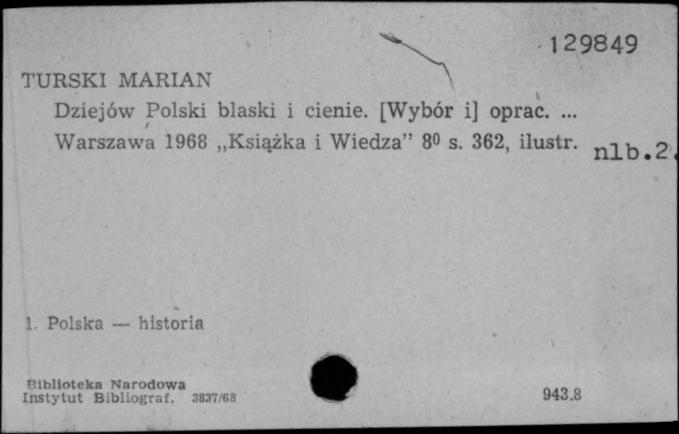 129849
TURSKI MARIAN
Dziejów Polski blaski i cienie. [Wybór i] oprac. ...
Warszawa 1968 „Książka i Wiedza” 8⁰ s. 362, ilustr. nlb.2.
1. Polska — historia
Biblioteka Narodowa
Instytut Bibliograf. 3837/68
943.8